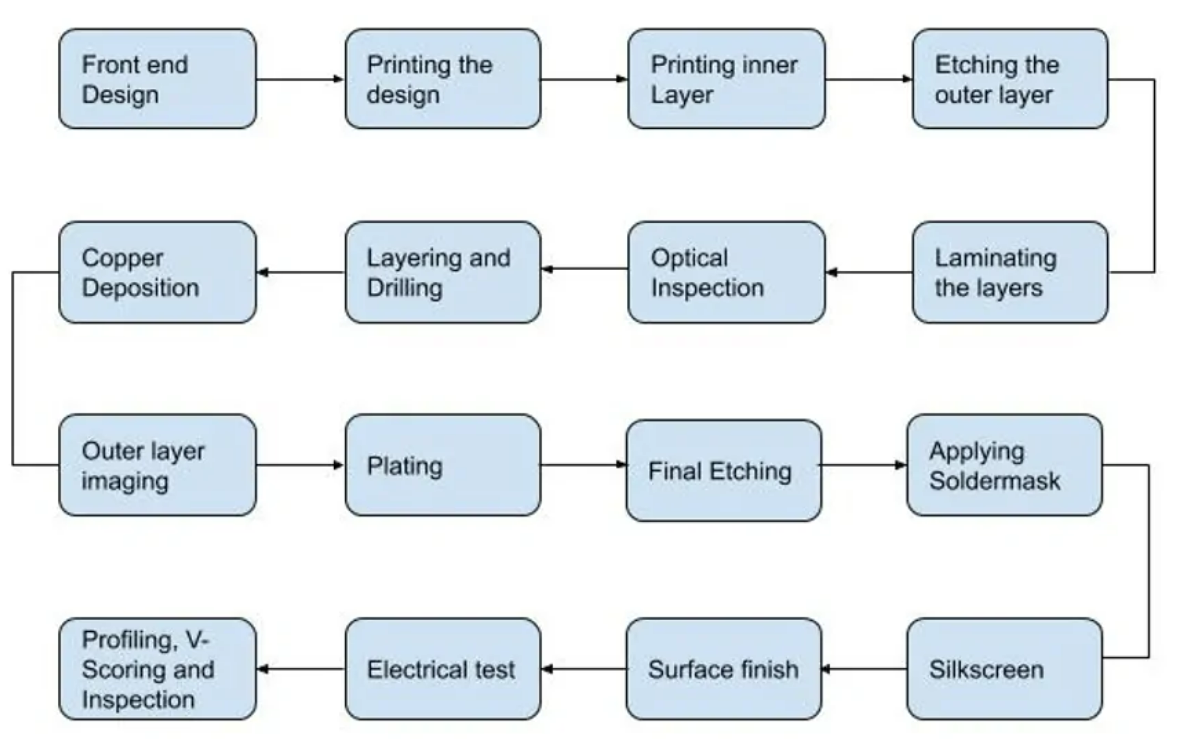 Front end
Design
Printing the
design
Printing inner
Layer
Etching the
outer layer
Laminating
the layers
Optical
Inspection
Layering and
Drilling
Copper
Deposition
Outer layer
imaging
Plating
Final Etching
Applying
Soldermask
Silkscreen
Surface finish
Electrical test
Profiling, V-
Scoring and
Inspection